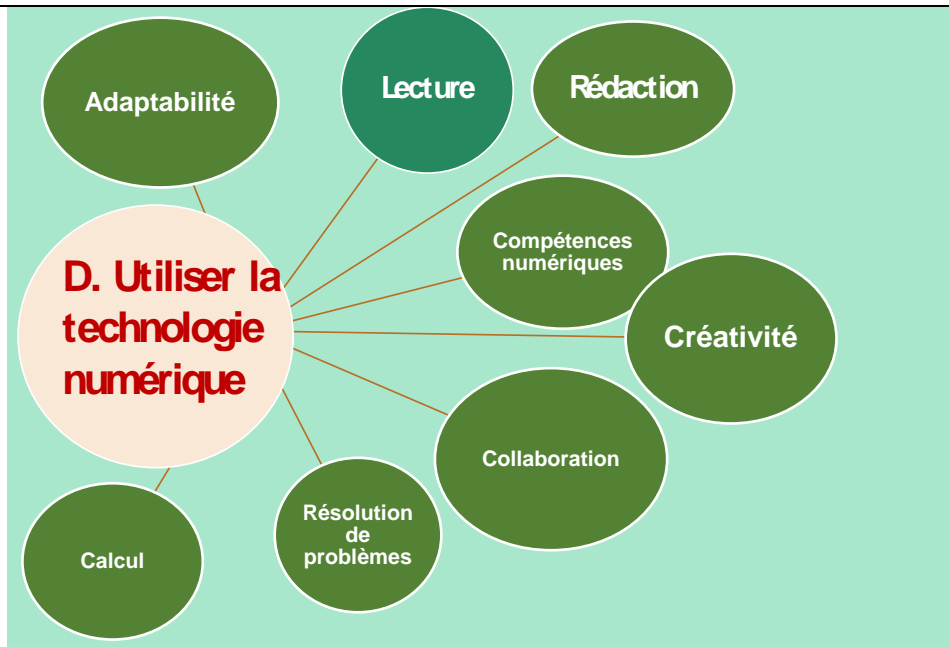 Adaptabilité
Lecture
Rédaction
D. Utiliser la
technologie
numérique
Compétences
numériques
Créativité
Collaboration
Résolution
de
problèmes
Calcul